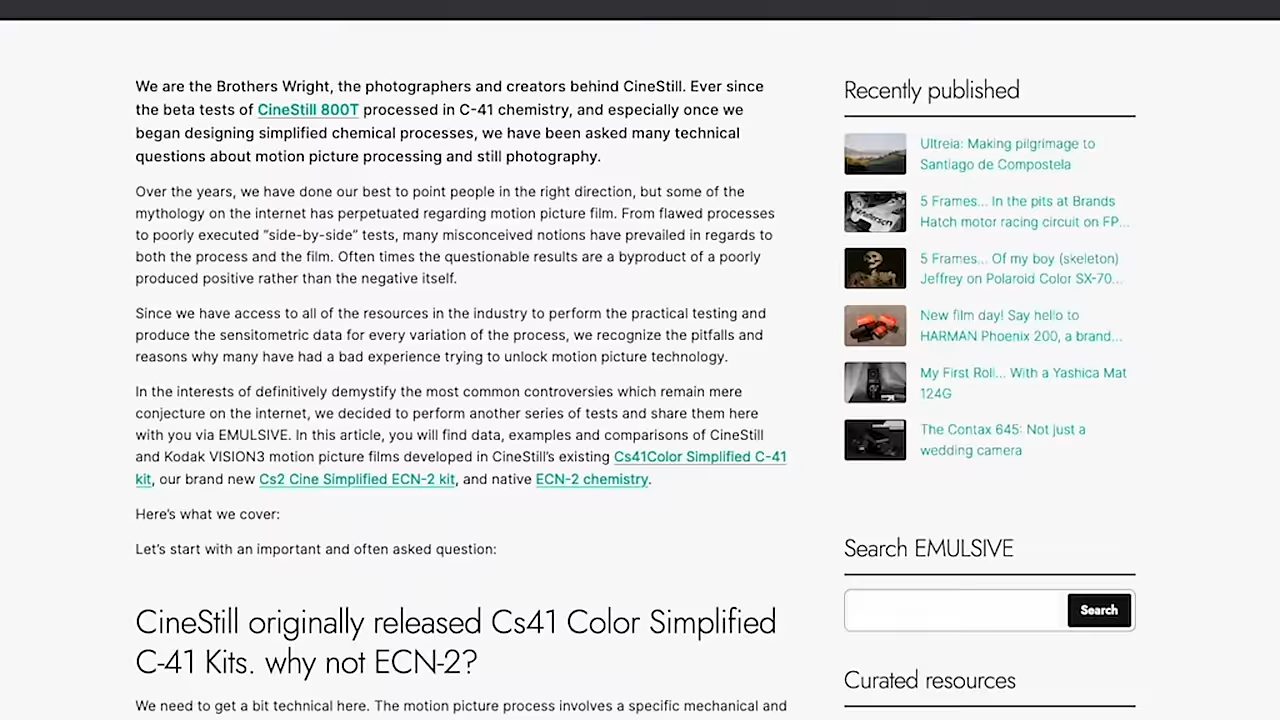 We are the Brothers Wright, the photographers and creators behind CineStill. Ever since
the beta tests of CineStill 800T processed in C-41 chemistry, and especially once we
began designing simplified chemical processes, we have been asked many technical
questions about motion picture processing and still photography.
Over the years, we have done our best to point people in the right direction, but some of the
mythology on the internet has perpetuated regarding motion picture film. From flawed processes
to poorly executed “side-by-side” tests, many misconceived notions have prevailed in regards to
both the process and the film. Often times the questionable results are a byproduct of a poorly
produced positive rather than the negative itself.
Since we have access to all of the resources in the industry to perform the practical testing and
produce the sensitometric data for every variation of the process, we recognize the pitfalls and
reasons why many have had a bad experience trying to unlock motion picture technology.
In the interests of definitively demystify the most common controversies which remain mere
conjecture on the internet, we decided to perform another series of tests and share them here
with you via EMULSIVE. In this article, you will find data, examples and comparisons of CineStill
and Kodak VISION3 motion picture films developed in CineStill’s existing Cs41Color Simplified C-41
kit, our brand new Cs2 Cine Simplified ECN-2 kit, and native ECN-2 chemistry.
Here’s what we cover:
Let’s start with an important and often asked question:
CineStill originally released Cs41 Color Simplified
C-41 Kits. why not ECN-2?
We need to get a bit technical here. The motion picture process involves a specific mechanical and
Recently published
Ultreia: Making pilgrimage to
Santiago de Compostela
5 Frames... In the pits at Brands
Hatch motor racing circuit on FP...
5 Frames... Of my boy (skeleton)
Jeffrey on Polaroid Color SX-70...
New film day! Say hello to
HARMAN Phoenix 200, a brand...
My First Roll... With a Yashica Mat
124G
The Contax 645: Not just a
wedding camera
Search EMULSIVE
Search
Curated resources